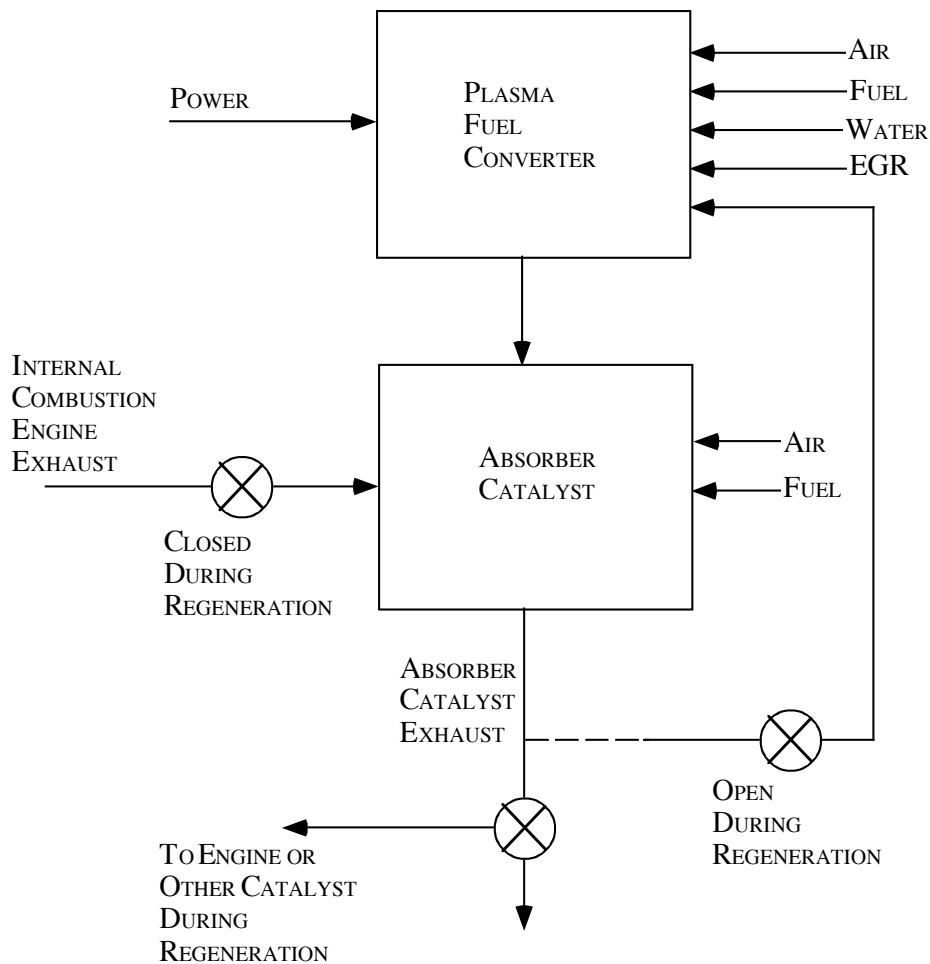 POWER
PLASMA
FUEL
CONVERTER
AIR
FUEL
WATER
EGR
INTERNAL
COMBUSTION
ENGINE
EXHAUST
ABSORBER
CATALYST
AIR
FUEL
CLOSED
DURING
REGENERATION
ABSORBER
CATALYST
EXHAUST
OPEN
DURING
REGENERATION
TO ENGINE OR
OTHER CATALYST
DURING
REGENERATION